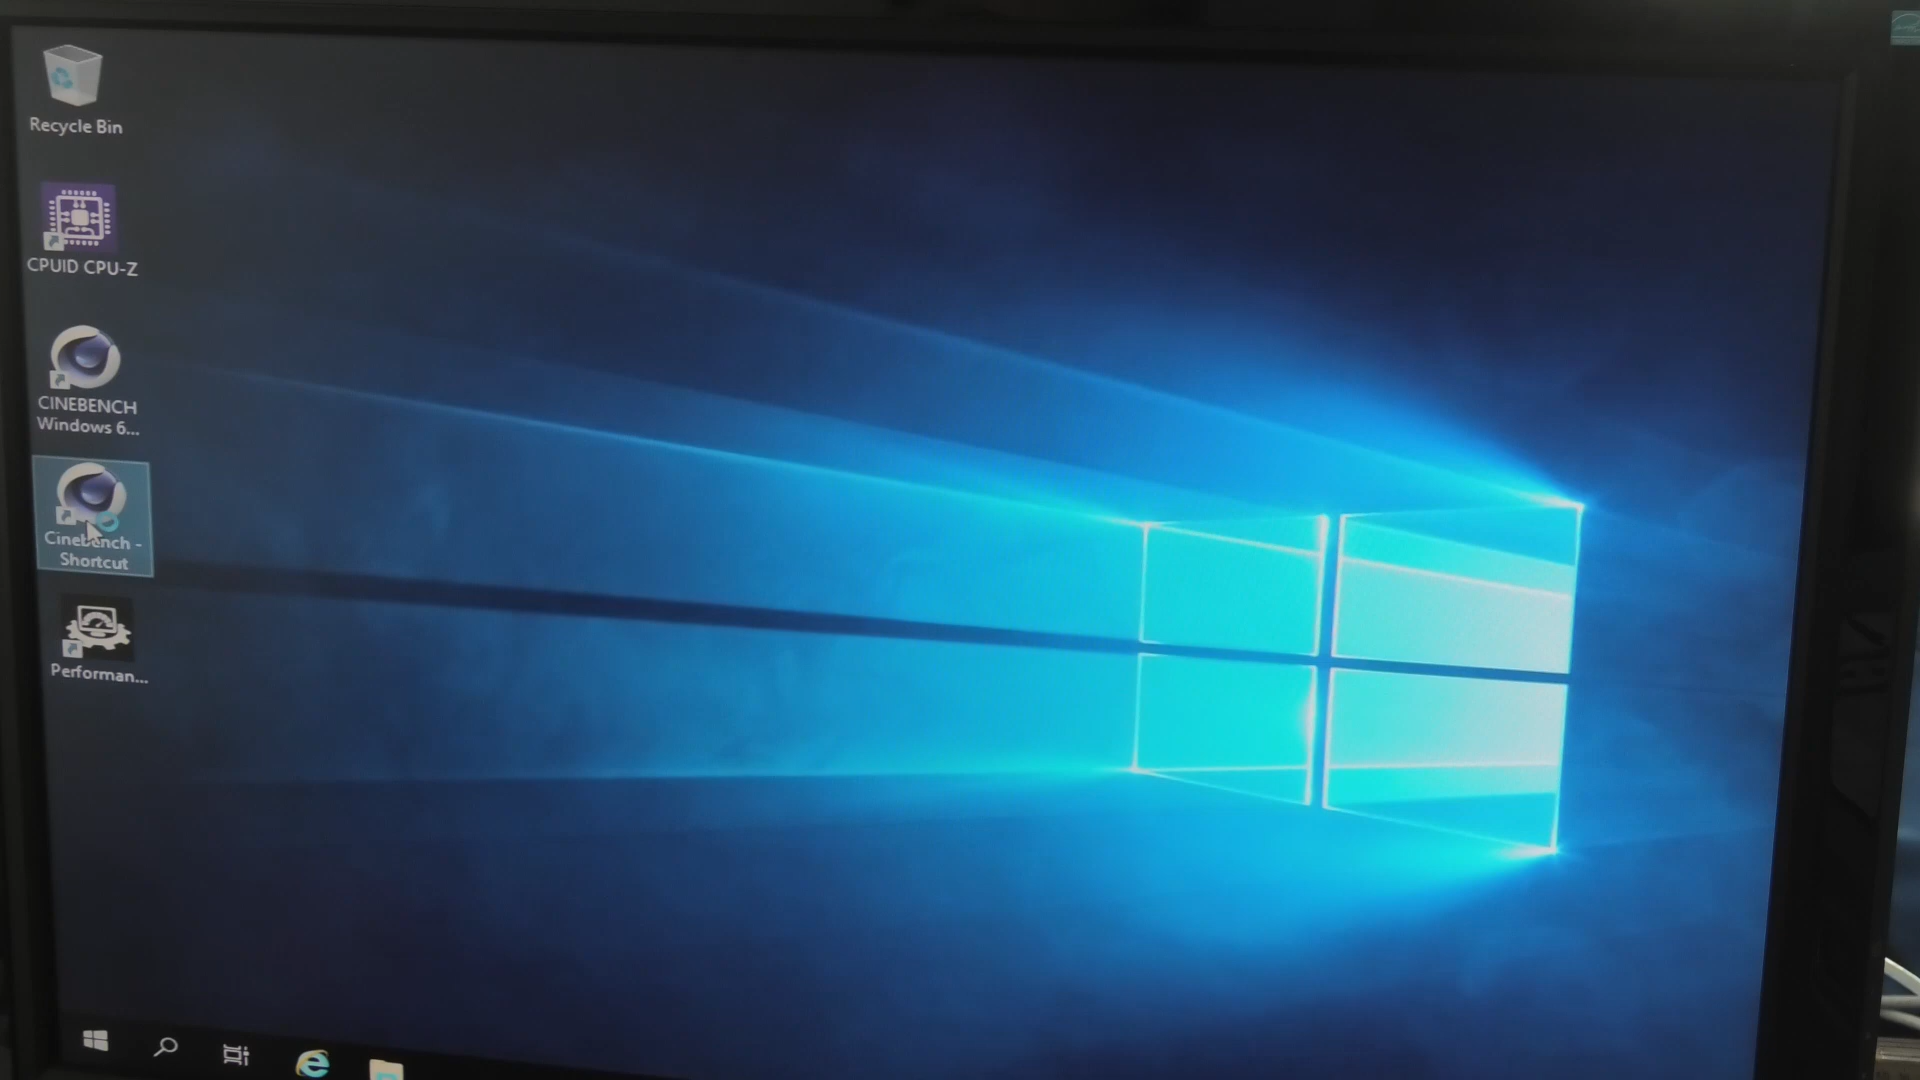 Recycle Bin
CPUID CPU-Z
CINEBENCH
Windows 6...
Cinebench -
Shortcut
Performan...